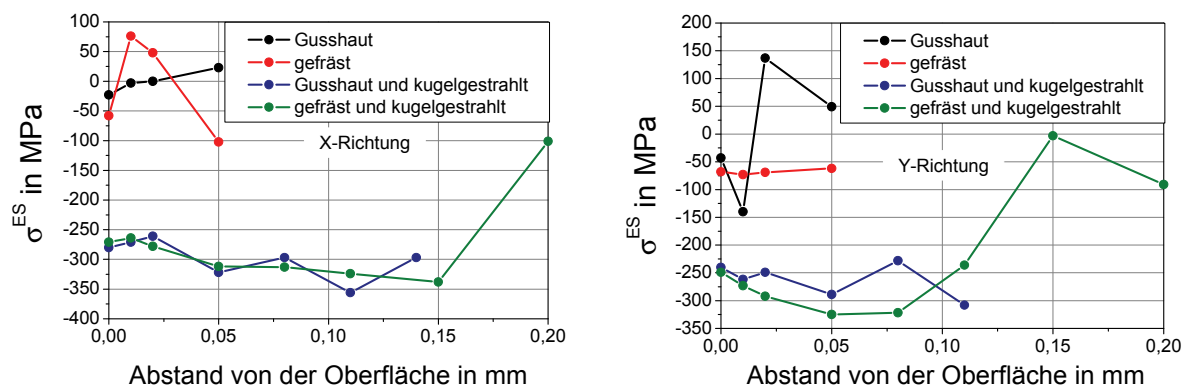 100
50
0
-50
-100
-150
-200
-250
-300
-350
-400
σES in MPa
Gusshaut
gefräst
Gusshaut und kugelgestrahlt
gefräst und kugelgestrahlt
X-Richtung
0,00 0,05 0,10 0,15 0,20
Abstand von der Oberfläche in mm
200
150
100
50
0
-50
-100
-150
-200
-250
-300
-350
σES in MPa
Gusshaut
gefräst
Gusshaut und kugelgestrahlt
gefräst und kugelgestrahlt
Y-Richtung
0,00 0,05 0,10 0,15 0,20
Abstand von der Oberfläche in mm